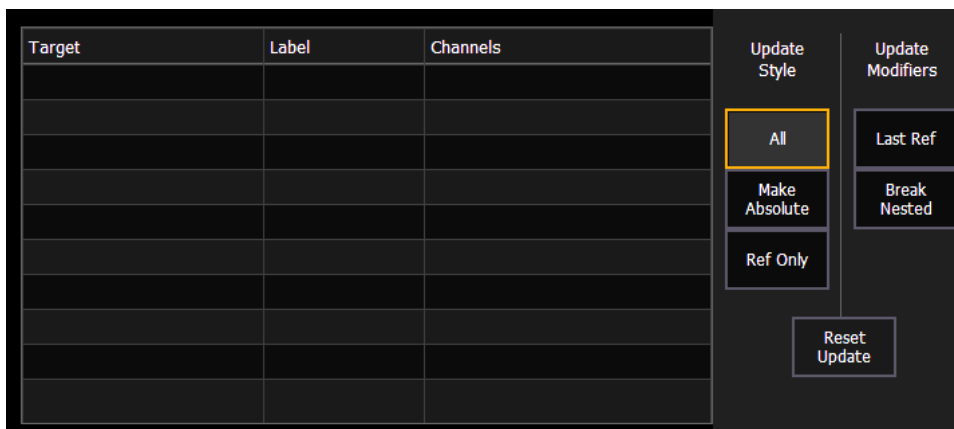 Target Label Channels
Update
Style
Update
Modifiers
All
Last Ref
Make
Absolute
Break
Nested
Ref Only
Reset
Update